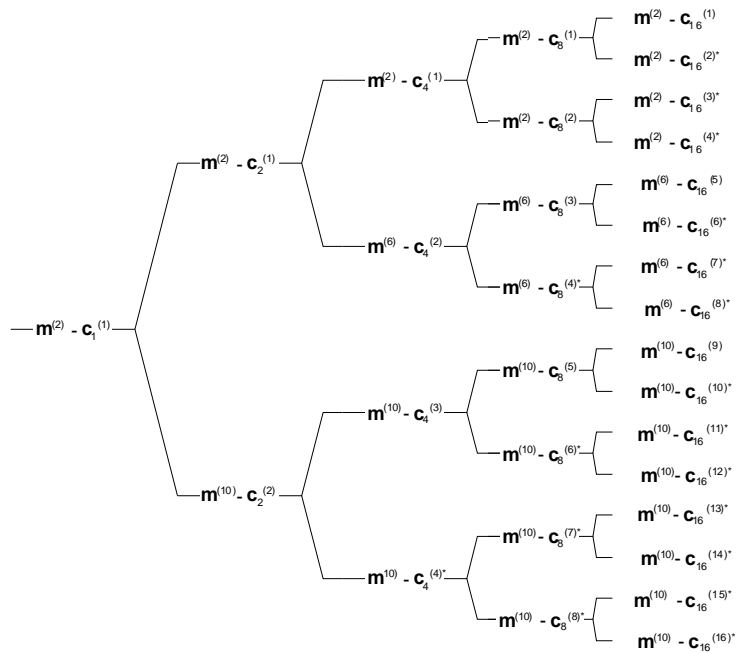 m(2) - c1(1)
m(2) - c2(1)
m(10) - c2(2)
m(2) - c4(1)
m(6) - c4(2)
m(10) - c4(3)
m10) - c4(4)*
m(2) - c8(1)
m(2) - c8(2)
m(6) - c8(3)
m(6) - c8(4)*
m(10) - c8(5)
m(10) - c8(6)*
m(10) - c8(7)*
m(10) - c8(8)*
m(2) - c16(1)
m(2) - c16(2)*
m(2) - c16(3)*
m(2) - c16(4)*
m(6) - c16(5)
m(6) - c16(6)*
m(6) - c16(7)*
m(6) - c16(8)*
m(10) - c16(9)
m(10) - c16(10)*
m(10) - c16(11)*
m(10) - c16(12)*
m(10) - c16(13)*
m(10) - c16(14)*
m(10) - c16(15)*
m(10) - c16(16)*